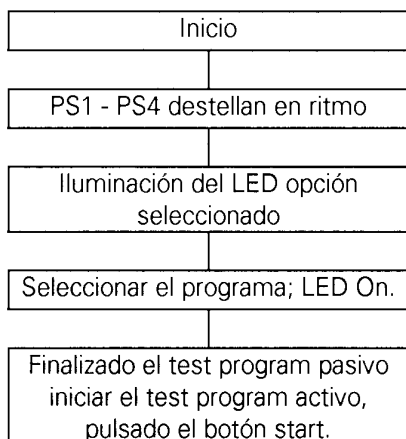 Inicio
PS1 - PS4 destellan en ritmo
Iluminación del LED opción
seleccionado
Seleccionar el programa; LED On.
Finalizado el test program pasivo
iniciar el test program activo,
pulsado el botón start.